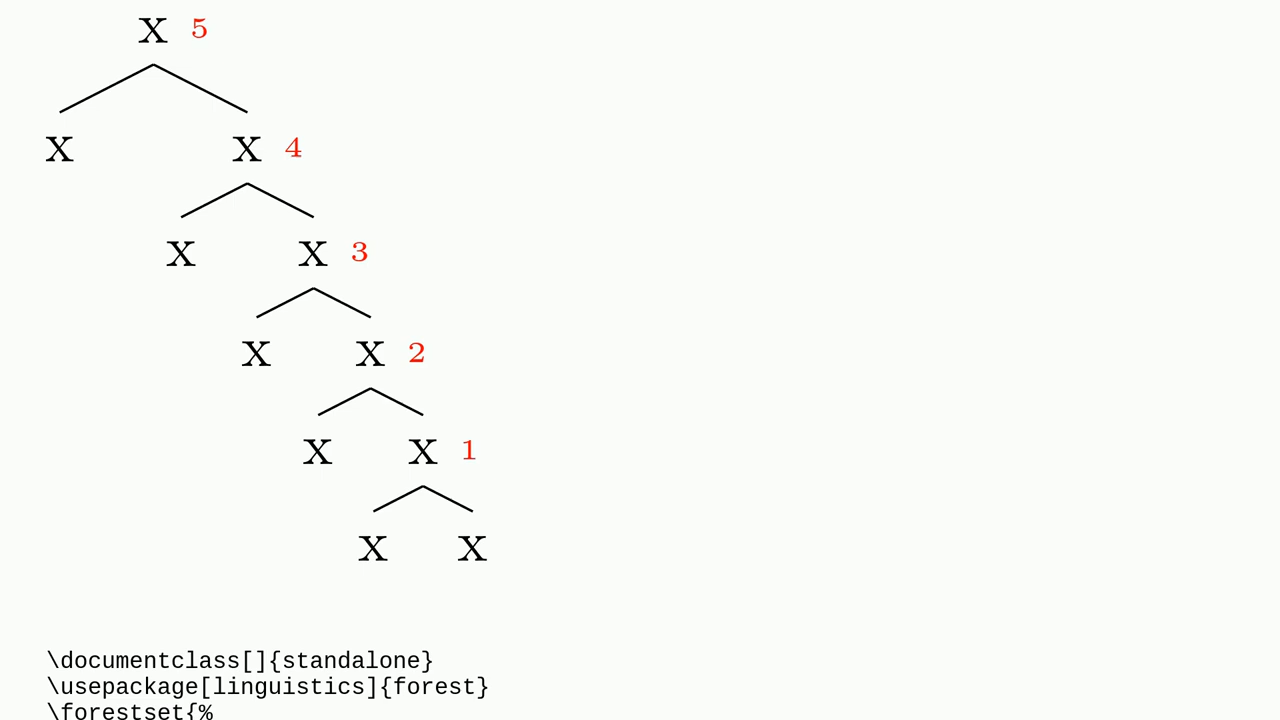 X 5
X X 4
X X 3
X X 2
X X 1
X X
\documentclass[]{standalone}
\usepackage[linguistics]{forest}
\forestset{%